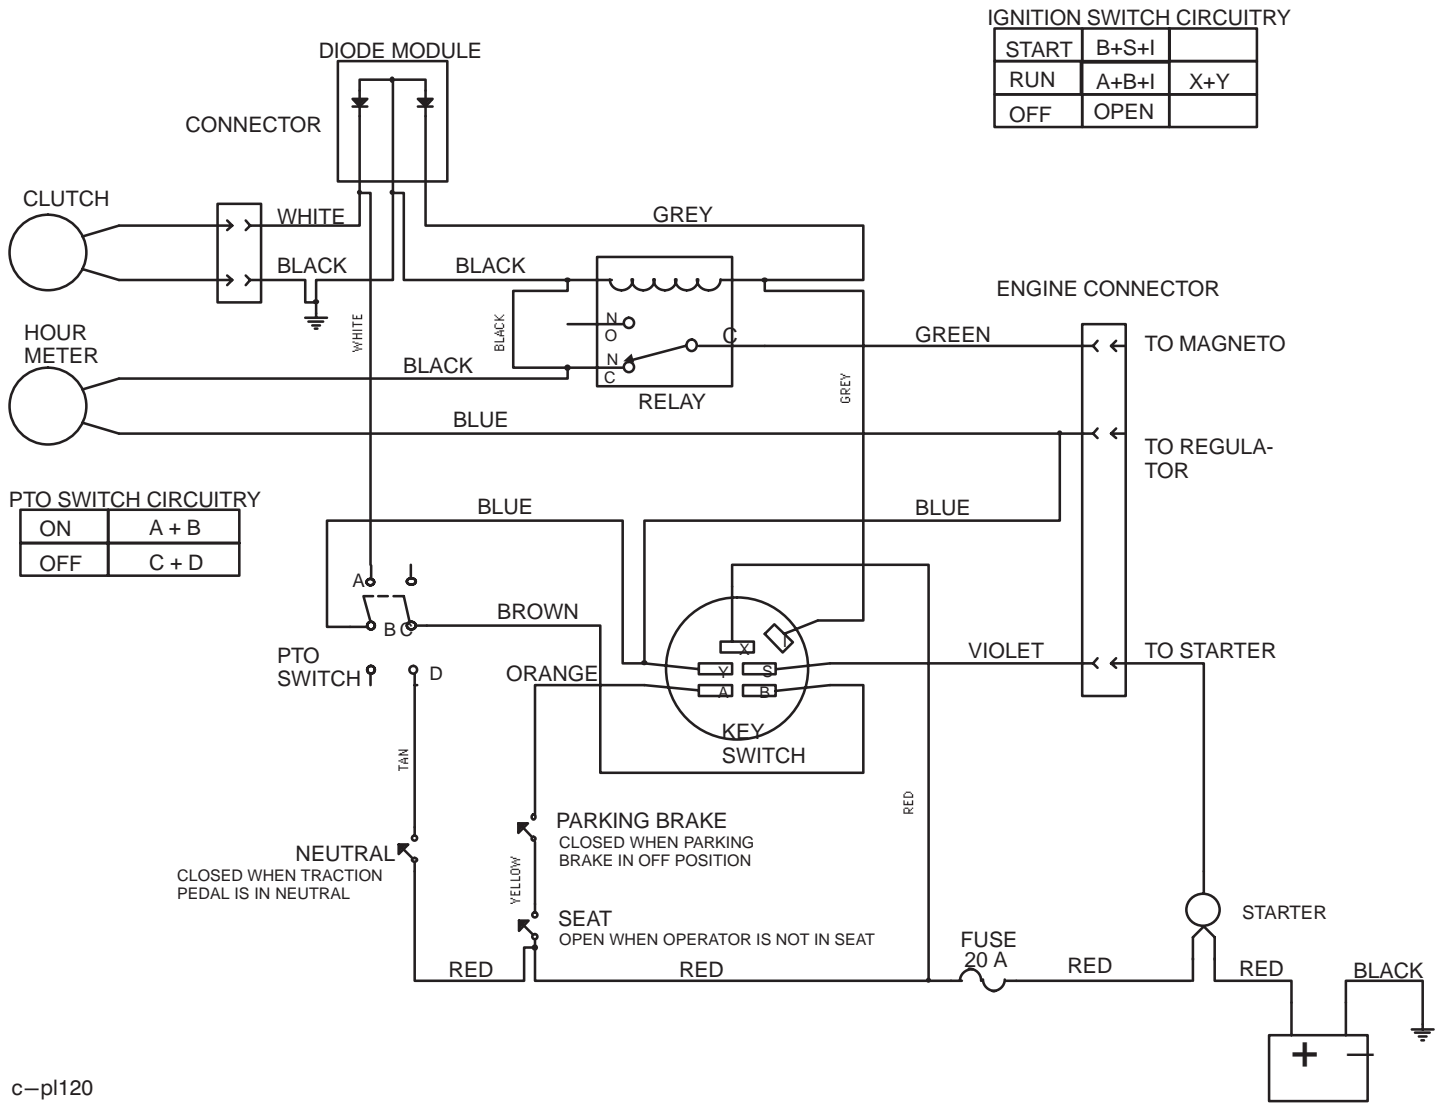 IGNITION SWITCH CIRCUITRY
START B+S+I
RUN A+B+I X+Y
OFF OPEN
DIODE MODULE
CONNECTOR
CLUTCH
WHITE
GREY
BLACK
BLACK
WHITE
BLACK
N
O
C
N
C
RELAY
HOUR
METER
BLACK
BLUE
GREEN
GREY
ENGINE CONNECTOR
TO MAGNETO
TO REGULA-
TOR
PTO SWITCH CIRCUITRY
ON A + B
OFF C + D
BLUE
BLUE
A
B C
BROWN
PTO
SWITCH
D
ORANGE
X
I
Y
S
A
B
KEY
SWITCH
VIOLET
TO STARTER
TAN
RED
NEUTRAL
CLOSED WHEN TRACTION
PEDAL IS IN NEUTRAL
PARKING BRAKE
CLOSED WHEN PARKING
BRAKE IN OFF POSITION
YELLOW
SEAT
OPEN WHEN OPERATOR IS NOT IN SEAT
STARTER
RED
RED
FUSE
20 A
RED
RED
BLACK
+
—
c–pl120